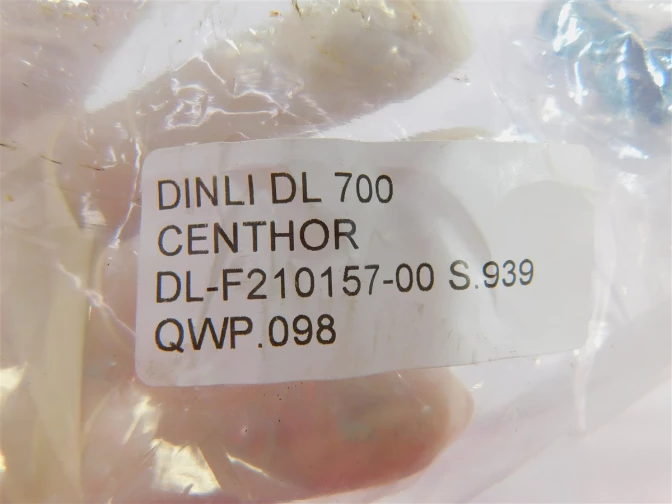 DINLI DL 700
CENTHOR
DL-F210157-00 S.939
QWP.098